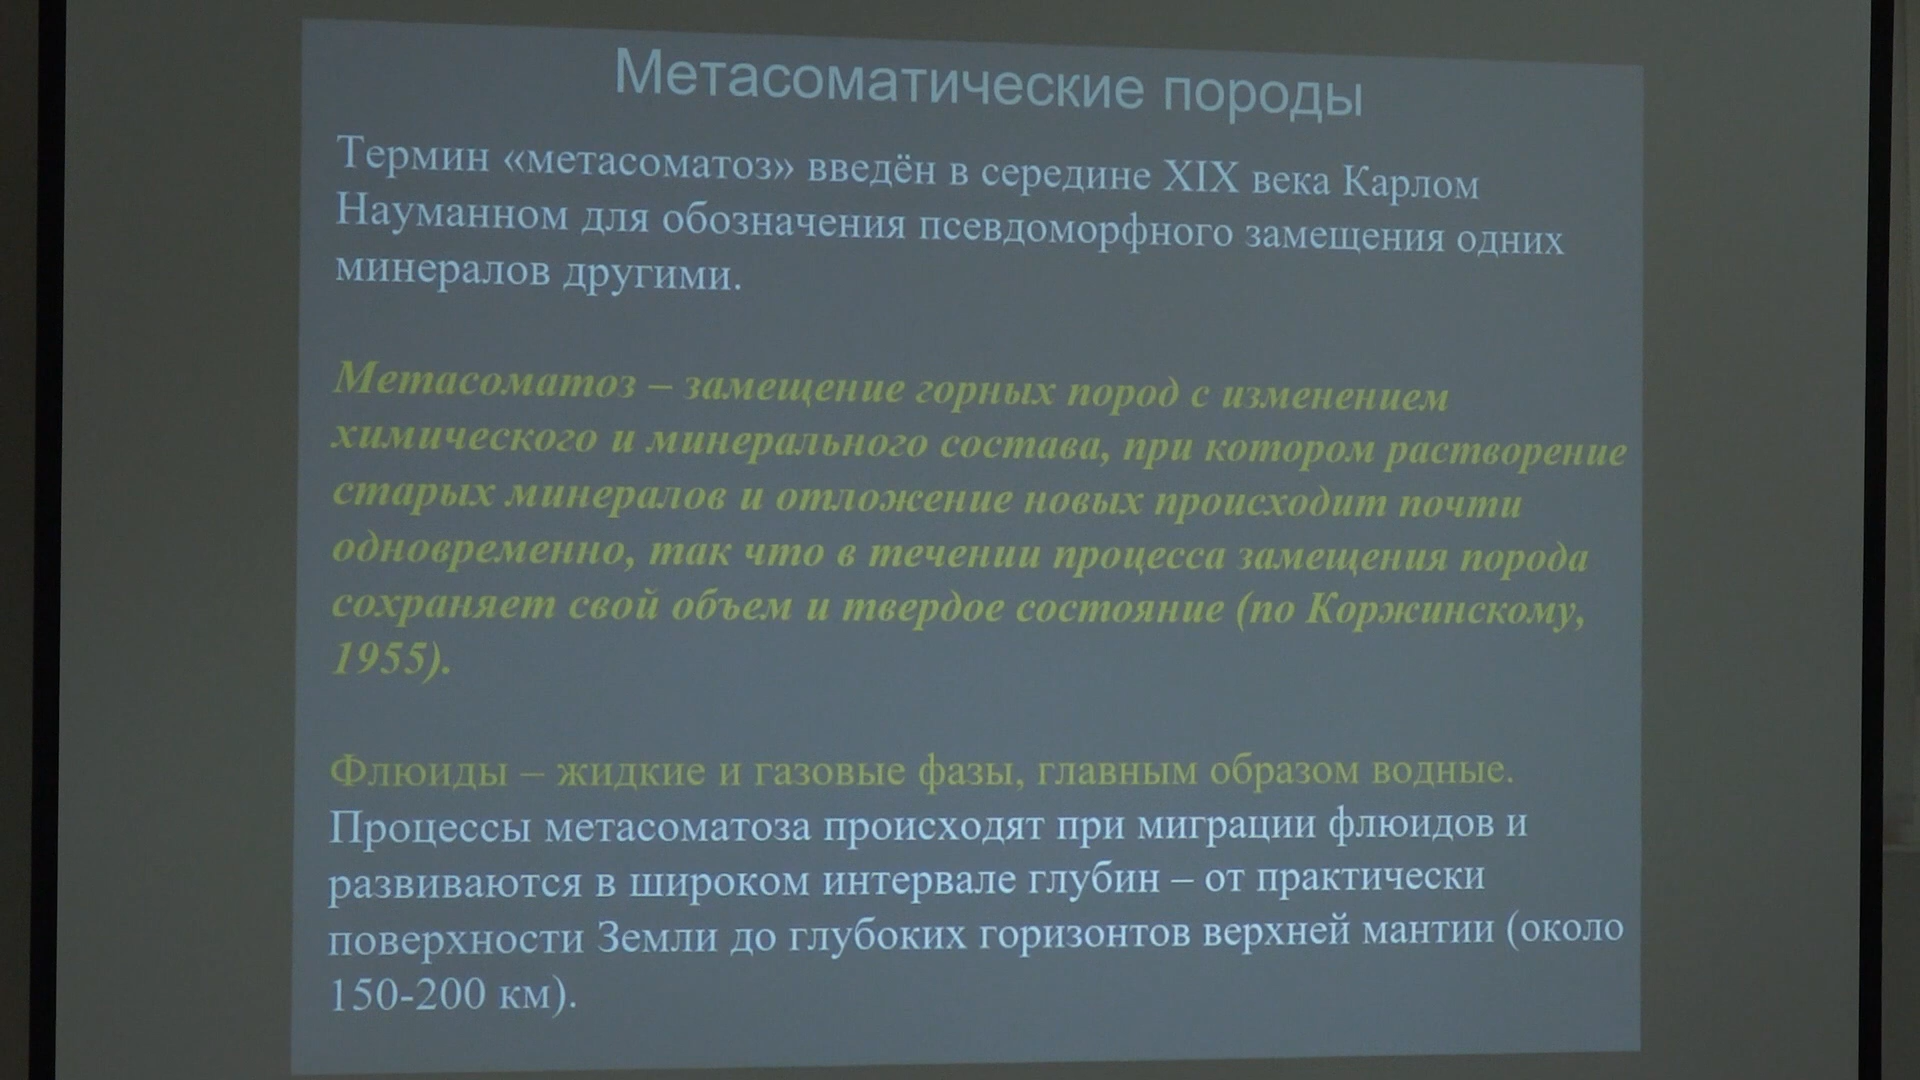 Метасоматические породы
Термин «метасоматоз» введён в середине XIX века Карлом
Науманном для обозначения псевдоморфного замещения одних
минералов другими.
Метасоматоз – замещение горных пород с изменением
химического и минерального состава, при котором растворение
старых минералов и отложение новых происходит почти
одновременно, так что в течении процесса замещения порода
сохраняет свой объем и твердое состояние (по Коржинскому,
1955).
Флюиды – жидкие и газовые фазы, главным образом водные.
Процессы метасоматоза происходят при миграции флюидов и
развиваются в широком интервале глубин – от практически
поверхности Земли до глубоких горизонтов верхней мантии (около
150-200 км).